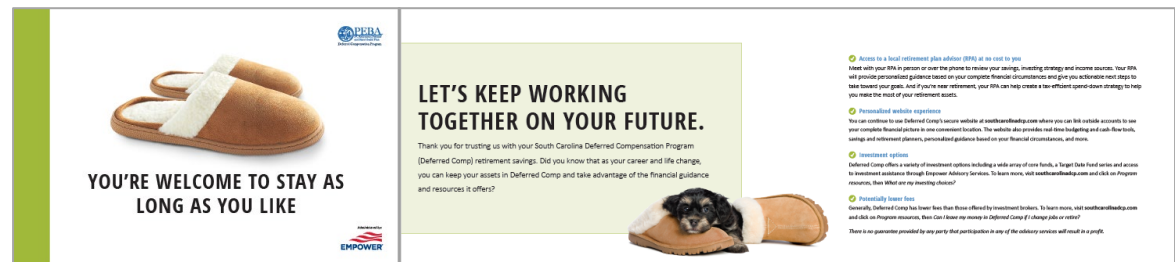 PEBA
Deferred Compensation Program
YOU'RE WELCOME TO STAY AS
LONG AS YOU LIKE
EMPOWER
LET'S KEEP WORKING
TOGETHER ON YOUR FUTURE.
Thank you for trusting us with your South Carolina Deferred Compensation Program
(Deferred Comp) retirement savings. Did you know that as your career and life change,
you can keep your assets in Deferred Comp and take advantage of the financial guidance
and resources it offers?
Access to a local retirement plan advisor (RPA) at no cost to you
Meet with your RPA in person or over the phone to review your savings, investing strategy and income sources. Your RPA
will provide personalized guidance based on your complete financial circumstances and give you actionable next steps to
take toward your goals. And if you're near retirement, your RPA can help create a tax-efficient spend-down strategy to help
you make the most of your retirement assets.
Personalized website experience
You can continue to use Deferred Comp's secure website at southcarolinadcp.com where you can link outside accounts to see
your complete financial picture in one convenient location. The website also provides real-time budgeting and cash-flow tools,
savings and retirement planners, personalized guidance based on your financial circumstances, and more.
Investment options
Deferred Comp offers a variety of investment options including a wide array of core funds, a Target Date Fund series and access
to investment assistance through Empower Advisory Services. To learn more, visit southcarolinadcp.com and click on Program
resources, then What are my investing choices?
Potentially lower fees
Generally, Deferred Comp has lower fees than those offered by investment brokers. To learn more, visit southcarolinadcp.com
and click on Program resources, then Can I leave my money in Deferred Comp if I change jobs or retire?
There is no guarantee provided by any party that participation in any of the advisory services will result in a profit.